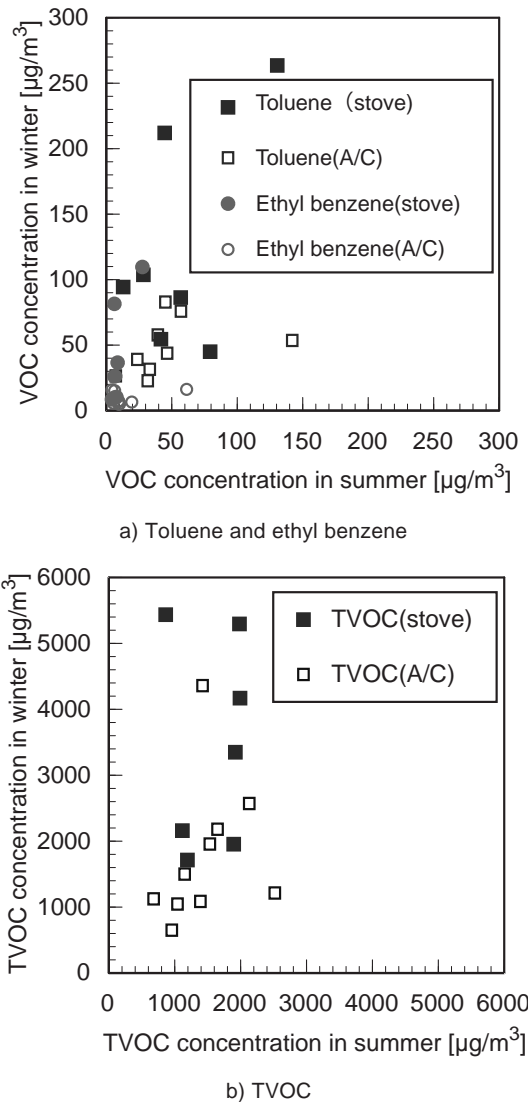 VOC concentration in winter [µg/m3]
300
250
200
150
100
50
0
Toluene （stove)
Toluene(A/C)
Ethyl benzene(stove)
Ethyl benzene(A/C)
0 50 100 150 200 250 300
VOC concentration in summer [µg/m3]
a) Toluene and ethyl benzene
TVOC concentration in winter [µg/m3]
6000
5000
4000
3000
2000
1000
0
TVOC(stove)
TVOC(A/C)
0 1000 2000 3000 4000 5000 6000
TVOC concentration in summer [µg/m3]
b) TVOC